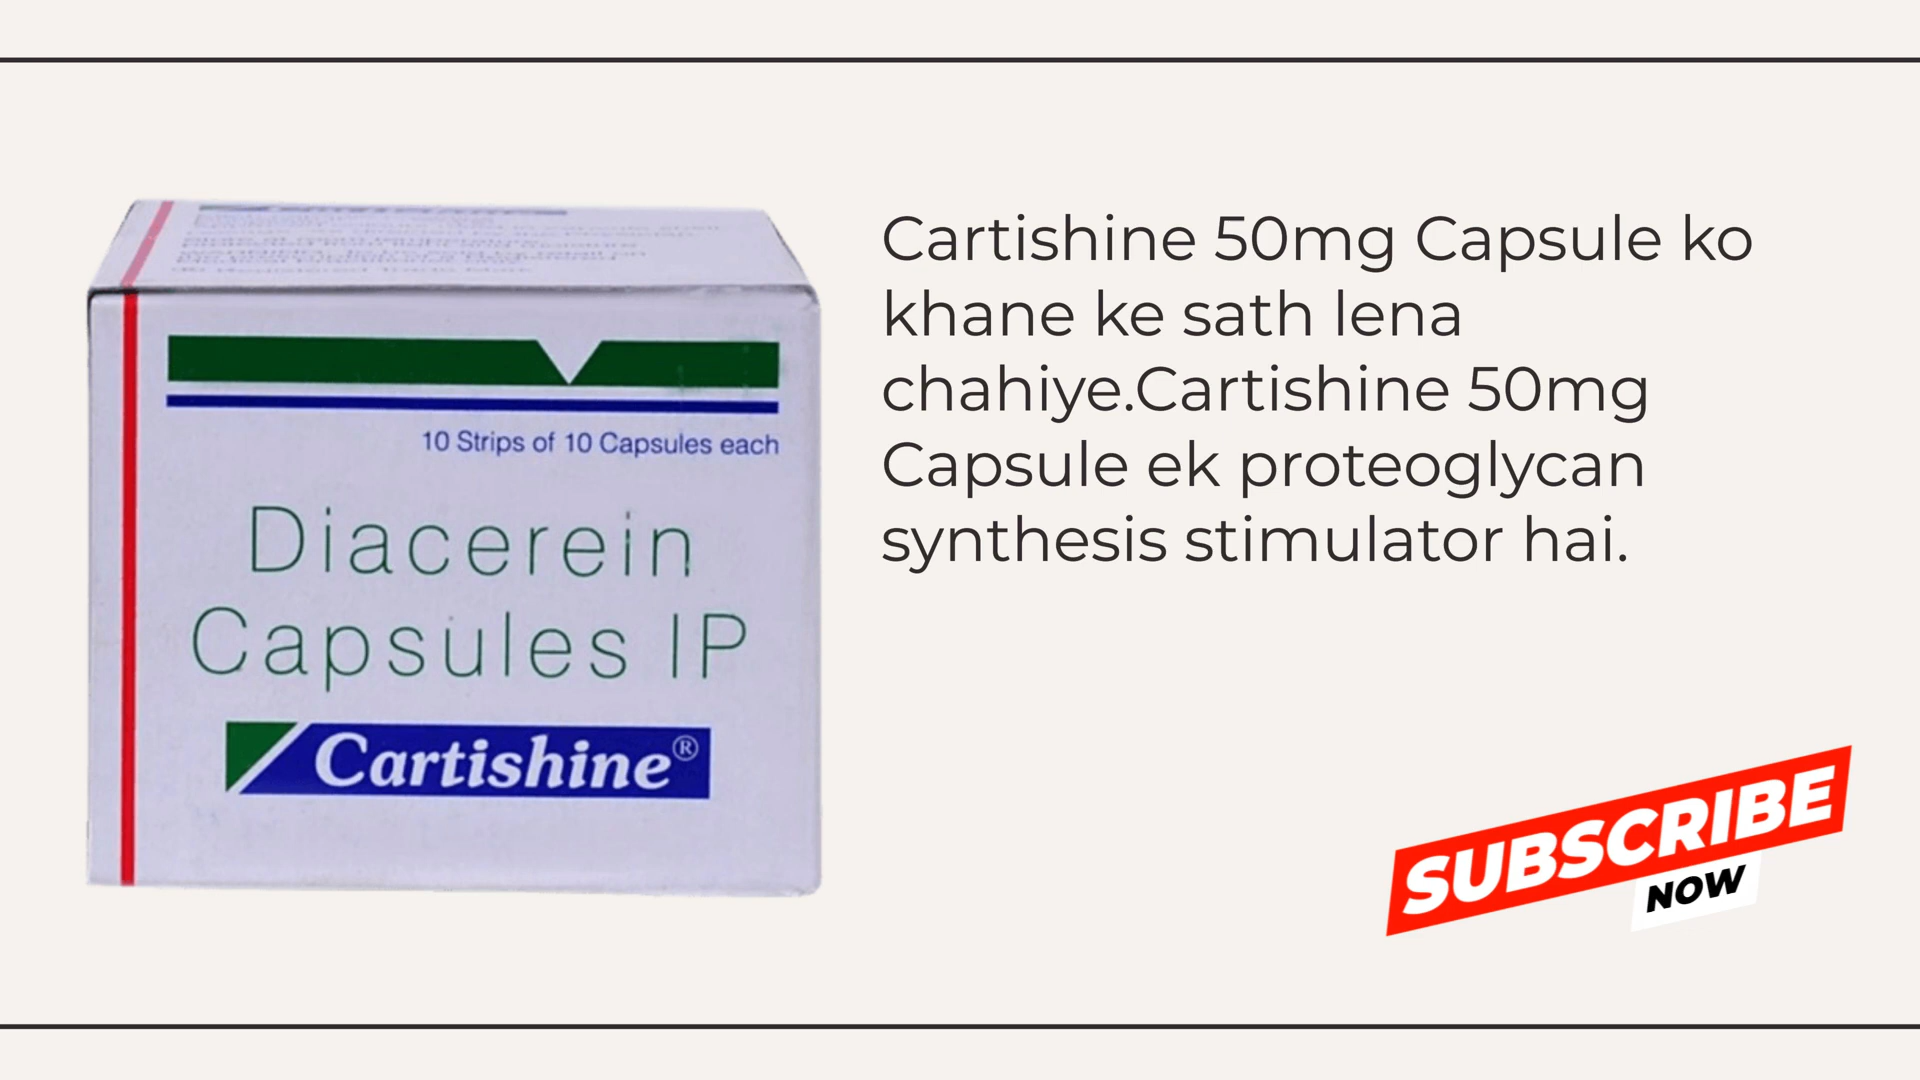 10 Strips of 10 Capsules each
Diacerein
Capsules IP
Cartishine®
Cartishine 50mg Capsule ko
khane ke sath lena
chahiye.Cartishine 50mg
Capsule ek proteoglycan
synthesis stimulator hai.
SUBSCRIBE
NOW